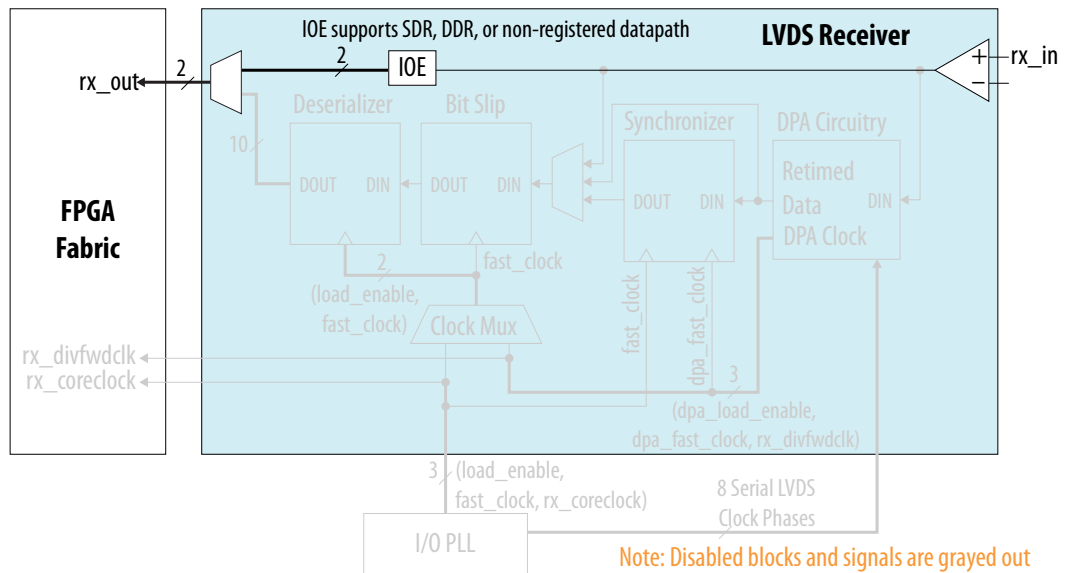 IOE supports SDR, DDR, or non-registered datapath
LVDS Receiver
2
2
IOE
+
−
rx_in
rx_out
Deserializer
Bit Slip
Synchronizer
DPA Circuitry
10
DOUT
DIN
DOUT
DIN
DOUT
DIN
Retimed
Data
DIN
DPA Clock
FPGA
Fabric
2
fast_clock
(load_enable,
fast_clock)
Clock Mux
fast_clock
dpa_fast_clock
rx_divfwdclk
rx_coreclock
3
(dpa_load_enable,
dpa_fast_clock, rx_divfwdclk)
3
(load_enable,
fast_clock, rx_coreclock)
8 Serial LVDS
Clock Phases
I/O PLL
Note: Disabled blocks and signals are grayed out